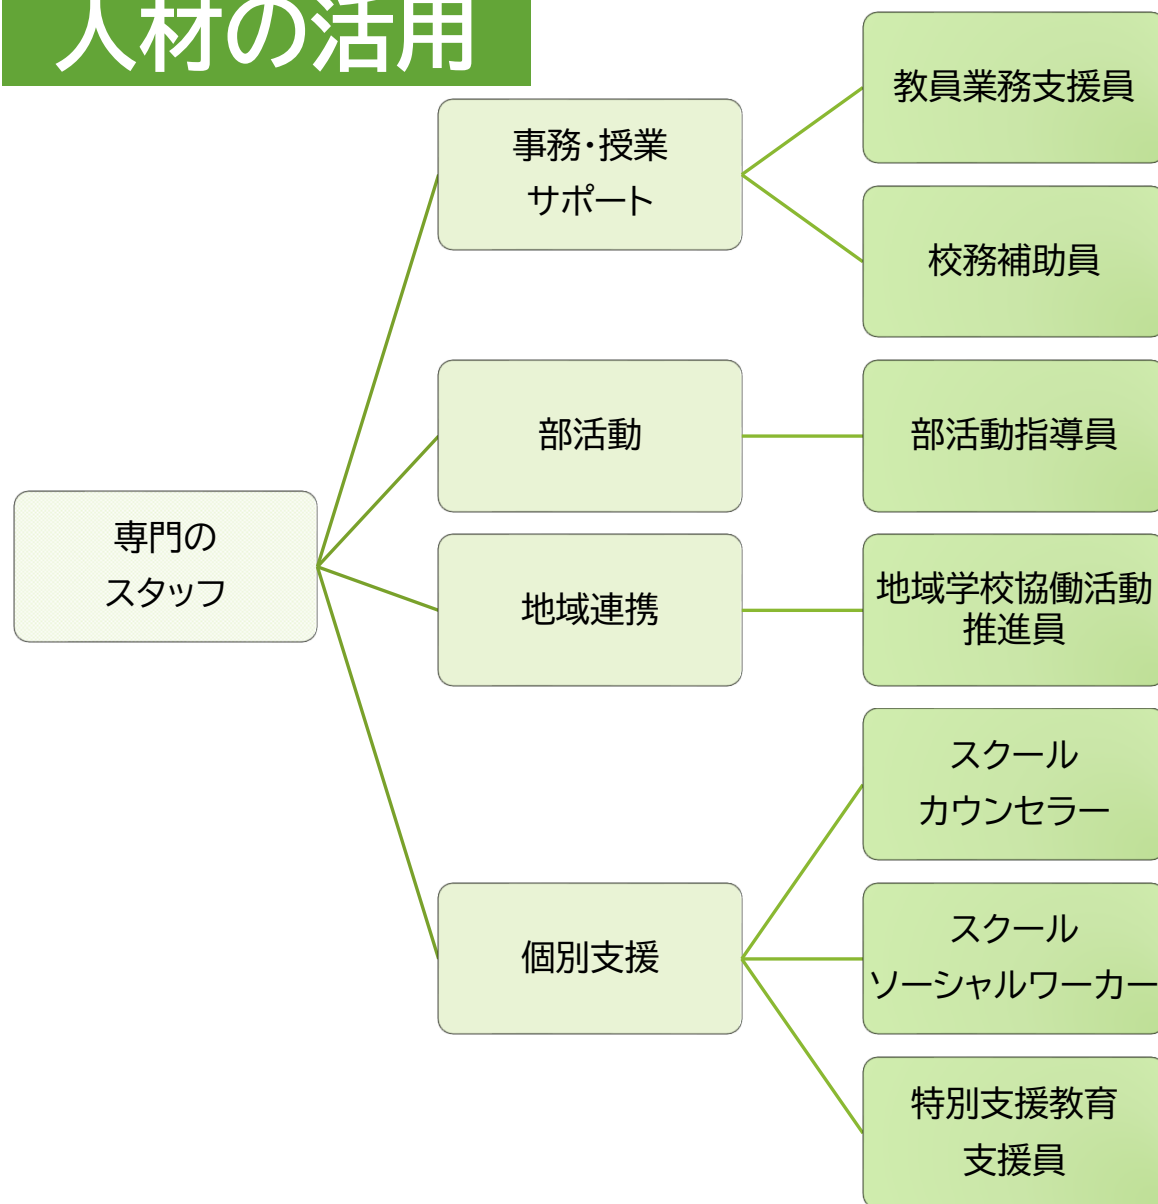 人材の活用
教員業務支援員
事務・授業
サポート
校務補助員
部活動
部活動指導員
専門の
スタッフ
地域連携
地域学校協働活動
推進員
スクール
カウンセラー
個別支援
スクール
ソーシャルワーカー
特別支援教育
支援員